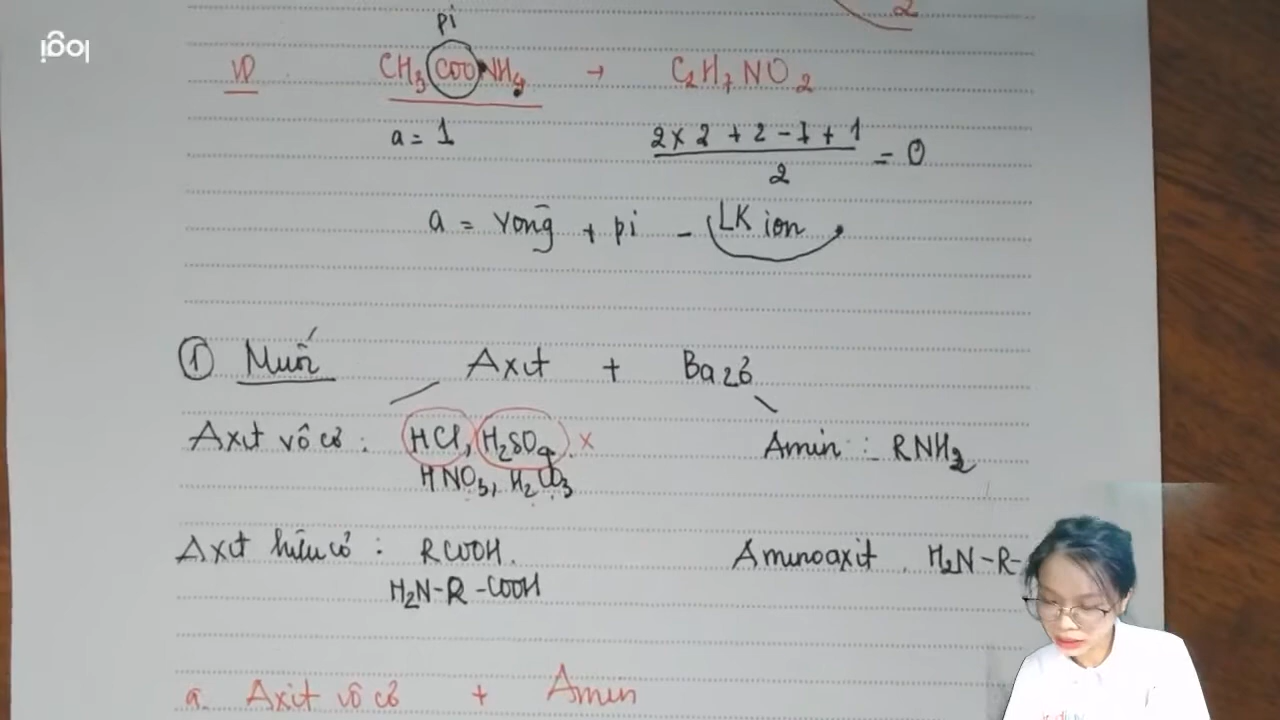 logi
2
pi
VD CH₃COONH₄ → C₂H₇NO₂
a = 1
2x2 + 2 - 7 + 1
2
= 0
a = vòng + pi - LK ion
① Muối Axit + Bazơ
Axit vô cơ : HCl, H₂SO₄ x Amin : RNH₂
HNO₃, H₂CO₃
Axit hữu cơ : RCOOH. Aminoaxit. H₂N-R-
H₂N-R-COOH
a. Axit vô cơ + Amin